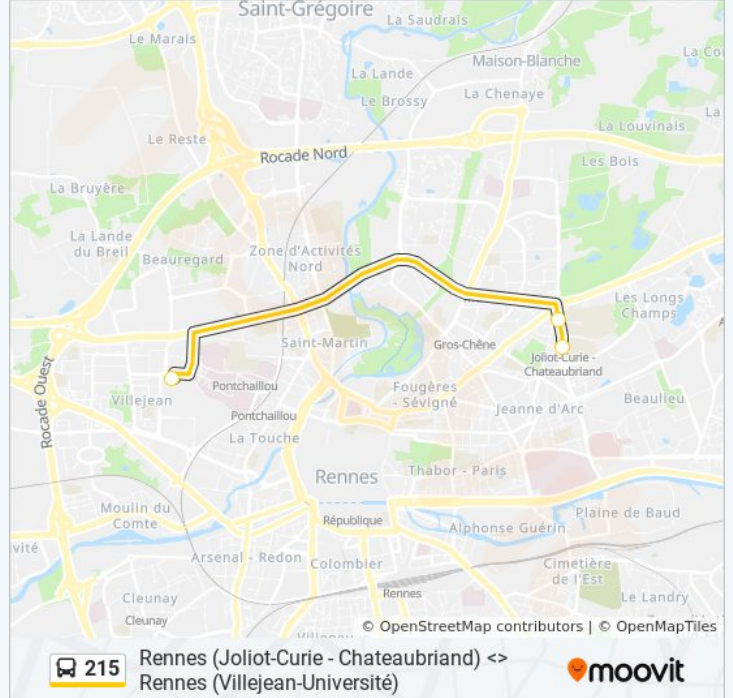 Saint-Grégoire
La Saudrais
Le Marais
Maison-Blanche
La Co
La Lande
La Chenaye
Le Brossy
La
La Louvinais
Le Reste
Rocade Nord
Les Bois
La Bruyère
La Lande
du Breil
Zone d'Activités
Nord
Beauregard
Les Longs
Champs
Saint-Martin
Gros-Chêne
Joliot-Curie -
Chateaubriand
Rocade Ouest
Pontchaillou
Villejean
Fougères
- Sévigné
Beaulieu
Jeanne d'Arc
Pontchaillou
La Touche
Rennes
Thabor - Paris
Moulin du
Comte
République
Alphonse Guérin
Plaine de Baud
vité
Arsenal - Redon
Colombier
Cimetière
de l'Est
Cleunay
Rennes
Le Landry
Cleunay
Villeneu
© OpenStreetMap contributors | © OpenMapTiles
215
Rennes (Joliot-Curie - Chateaubriand) <>
Rennes (Villejean-Université)
moovit